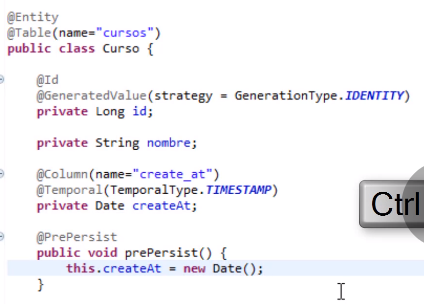 @Entity
@Table(name="cursos")
public class Curso {
@Id
@GeneratedValue(strategy = GenerationType.IDENTITY)
private Long id;
private String nombre;
@Column(name="create_at")
@Temporal(TemporalType.TIMESTAMP)
private Date createAt;
Ctrl
@PrePersist
public void prePersist() {
this.createAt = new Date();
}